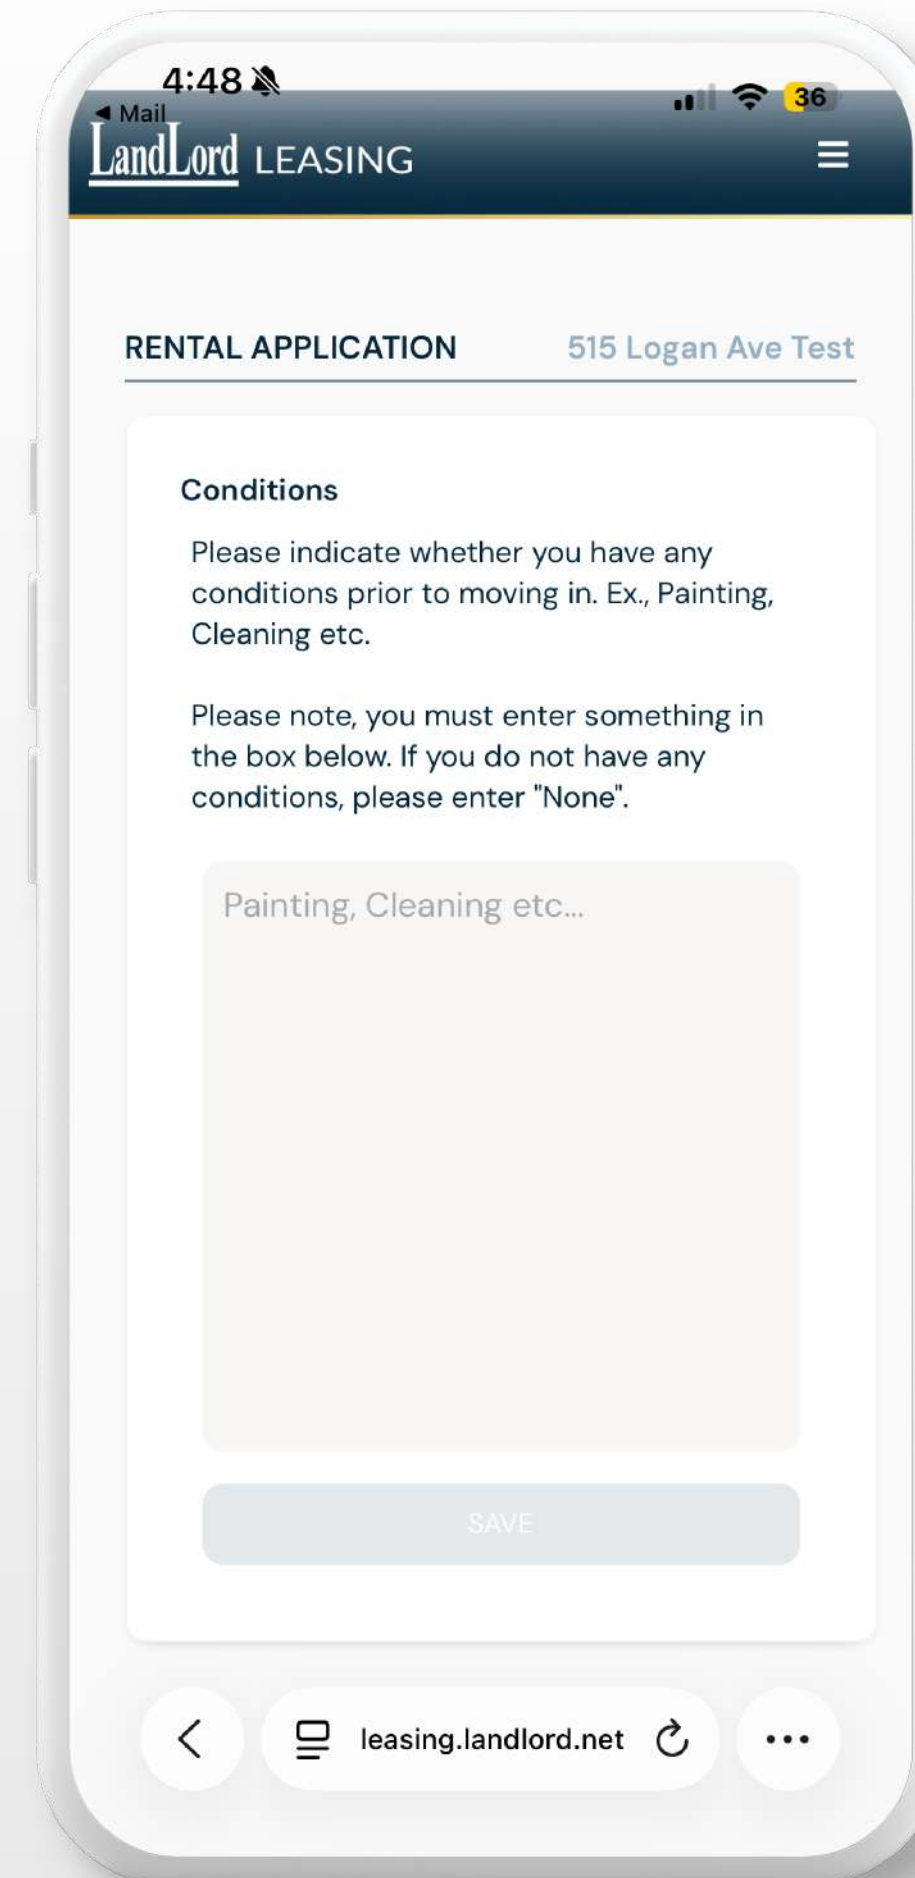 4:48
◀ Mail
36
LandLord LEASING
RENTAL APPLICATION
515 Logan Ave Test
Conditions
Please indicate whether you have any
conditions prior to moving in. Ex., Painting,
Cleaning etc.
Please note, you must enter something in
the box below. If you do not have any
conditions, please enter "None".
Painting, Cleaning etc...
SAVE
leasing.landlord.net